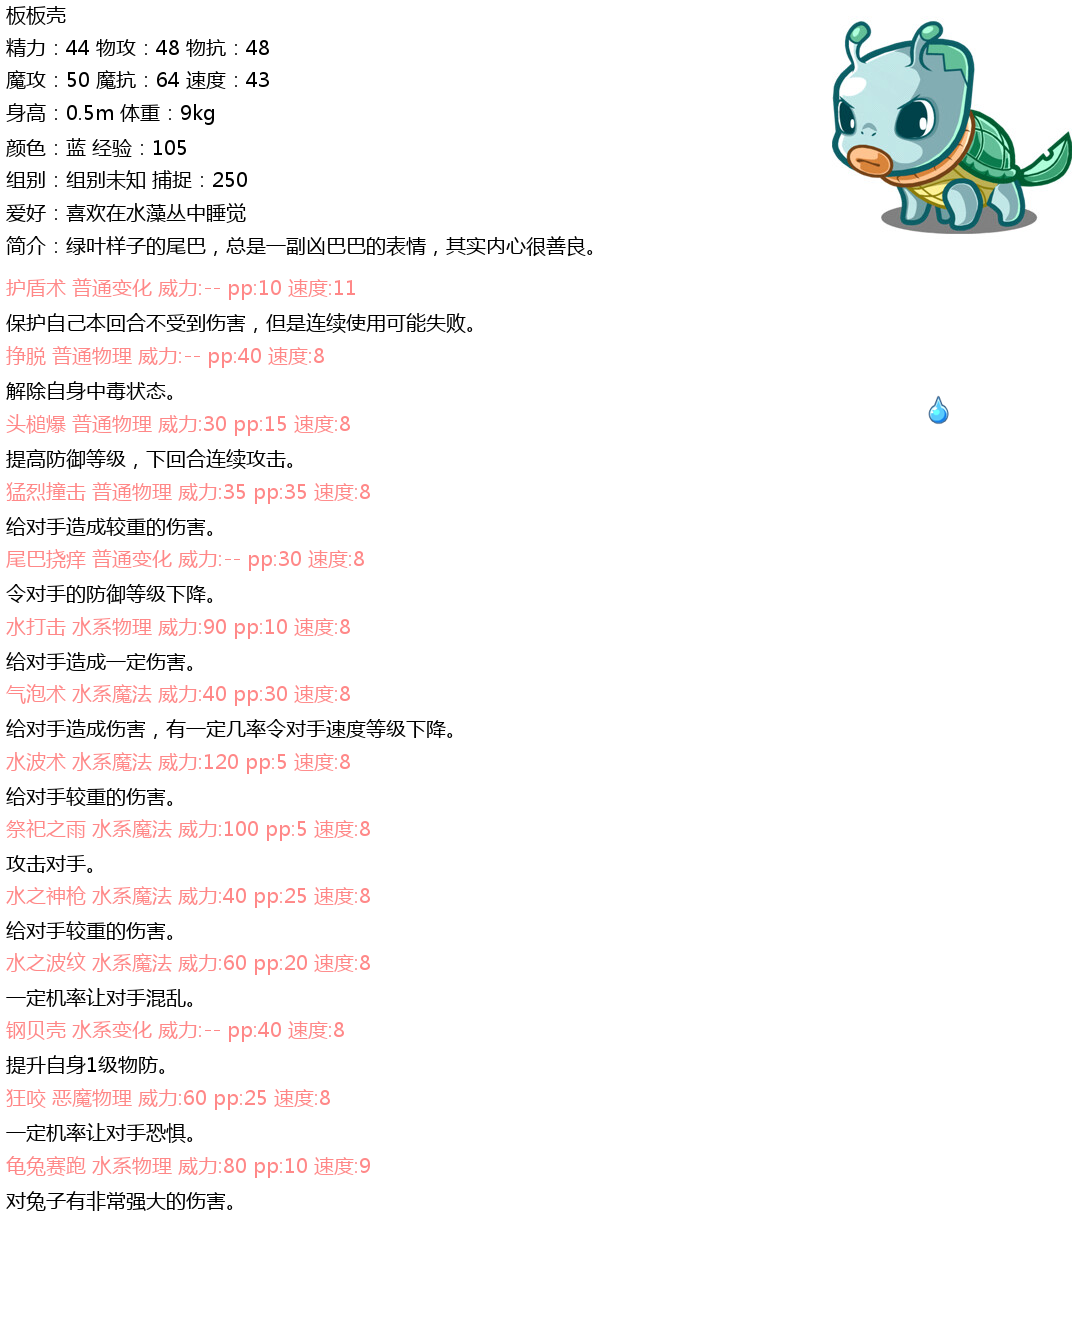 板板壳
精力：44 物攻：48 物抗：48
魔攻：50 魔抗：64 速度：43
身高：0.5m 体重：9kg
颜色：蓝 经验：105
组别：组别未知 捕捉：250
爱好：喜欢在水藻丛中睡觉
简介：绿叶样子的尾巴，总是一副凶巴巴的表情，其实内心很善良。
护盾术 普通变化 威力:-- pp:10 速度:11
保护自己本回合不受到伤害，但是连续使用可能失败。
挣脱 普通物理 威力:-- pp:40 速度:8
解除自身中毒状态。
头槌爆 普通物理 威力:30 pp:15 速度:8
提高防御等级，下回合连续攻击。
猛烈撞击 普通物理 威力:35 pp:35 速度:8
给对手造成较重的伤害。
尾巴挠痒 普通变化 威力:-- pp:30 速度:8
令对手的防御等级下降。
水打击 水系物理 威力:90 pp:10 速度:8
给对手造成一定伤害。
气泡术 水系魔法 威力:40 pp:30 速度:8
给对手造成伤害，有一定几率令对手速度等级下降。
水波术 水系魔法 威力:120 pp:5 速度:8
给对手较重的伤害。
祭祀之雨 水系魔法 威力:100 pp:5 速度:8
攻击对手。
水之神枪 水系魔法 威力:40 pp:25 速度:8
给对手较重的伤害。
水之波纹 水系魔法 威力:60 pp:20 速度:8
一定机率让对手混乱。
钢贝壳 水系变化 威力:-- pp:40 速度:8
提升自身1级物防。
狂咬 恶魔物理 威力:60 pp:25 速度:8
一定机率让对手恐惧。
龟兔赛跑 水系物理 威力:80 pp:10 速度:9
对兔子有非常强大的伤害。